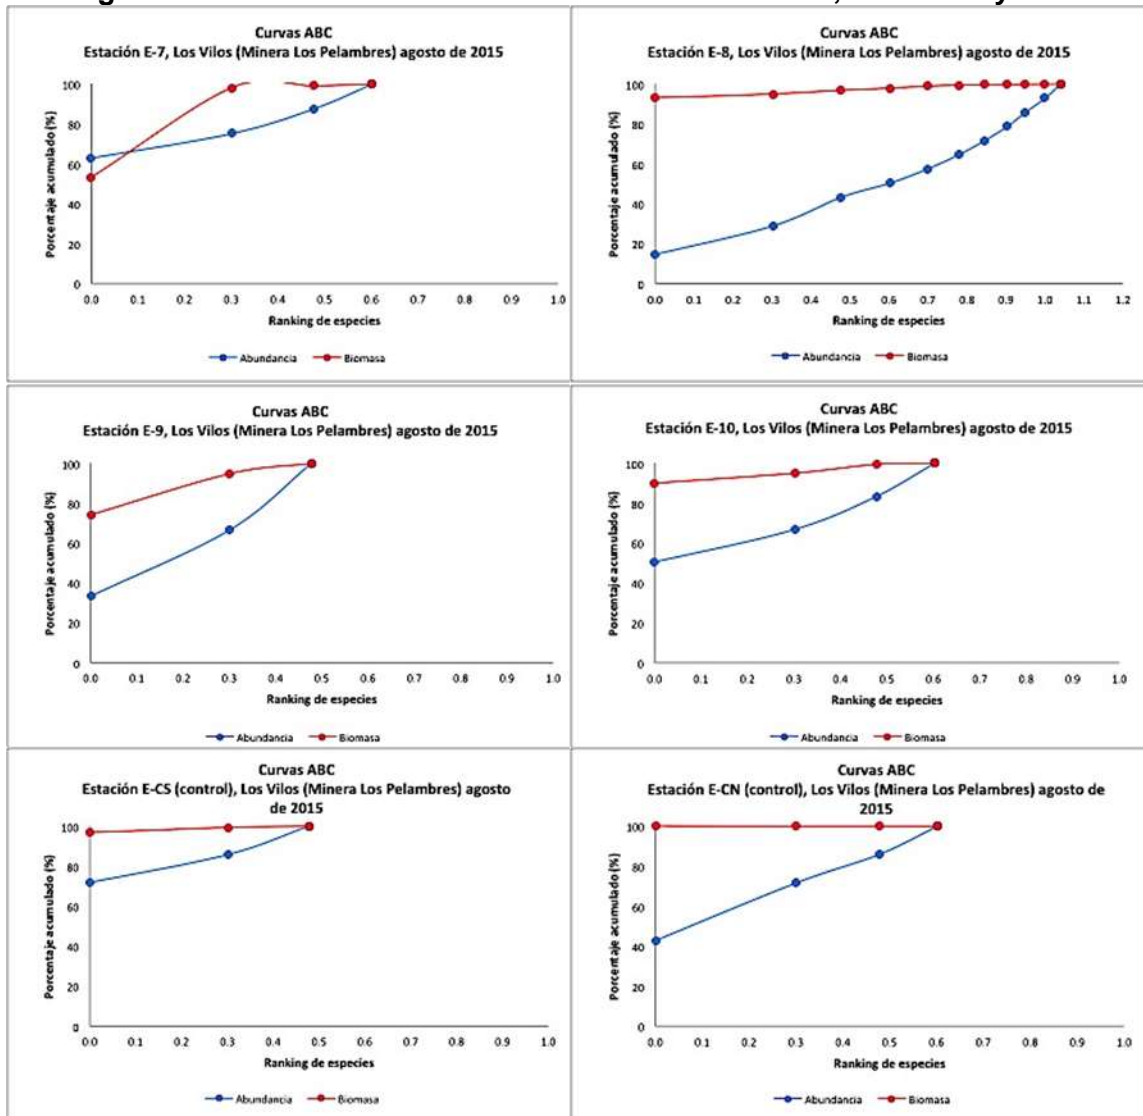 Curvas ABC
Estación E-7, Los Vilos (Minera Los Pelambres) agosto de 2015
Porcentaje acumulado (%)
100
80
60
40
20
0
0.0 0.1 0.2 0.3 0.4 0.5 0.6 0.7 0.8 0.9 1.0
Ranking de especies
Abundancia Biomasa
Curvas ABC
Estación E-8, Los Vilos (Minera Los Pelambres) agosto de 2015
Porcentaje acumulado (%)
100
80
60
40
20
0
0.0 0.1 0.2 0.3 0.4 0.5 0.6 0.7 0.8 0.9 1.0 1.1 1.2
Ranking de especies
Abundancia Biomasa
Curvas ABC
Estación E-9, Los Vilos (Minera Los Pelambres) agosto de 2015
Porcentaje acumulado (%)
100
80
60
40
20
0
0.0 0.1 0.2 0.3 0.4 0.5 0.6 0.7 0.8 0.9 1.0
Ranking de especies
Abundancia Biomasa
Curvas ABC
Estación E-10, Los Vilos (Minera Los Pelambres) agosto de 2015
Porcentaje acumulado (%)
100
80
60
40
20
0
0.0 0.1 0.2 0.3 0.4 0.5 0.6 0.7 0.8 0.9 1.0
Ranking de especies
Abundancia Biomasa
Curvas ABC
Estación E-CS (control), Los Vilos (Minera Los Pelambres) agosto
de 2015
Porcentaje acumulado (%)
100
80
60
40
20
0
0.0 0.1 0.2 0.3 0.4 0.5 0.6 0.7 0.8 0.9 1.0
Ranking de especies
Abundancia Biomasa
Curvas ABC
Estación E-CN (control), Los Vilos (Minera Los Pelambres) agosto de
2015
Porcentaje acumulado (%)
100
80
60
40
20
0
0.0 0.1 0.2 0.3 0.4 0.5 0.6 0.7 0.8 0.9 1.0
Ranking de especies
Abundancia Biomasa